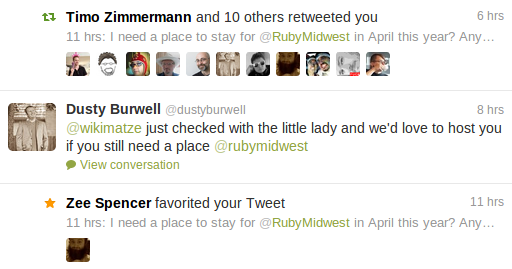 Timo Zimmermann and 10 others retweeted you 6 hrs
11 hrs: I need a place to stay for @RubyMidwest in April this year? Any…
Dusty Burwell @dustyburwell 8 hrs
@wikimatze just checked with the little lady and we'd love to host you
if you still need a place @rubymidwest
View conversation
Zee Spencer favorited your Tweet 11 hrs
11 hrs: I need a place to stay for @RubyMidwest in April this year? Any…